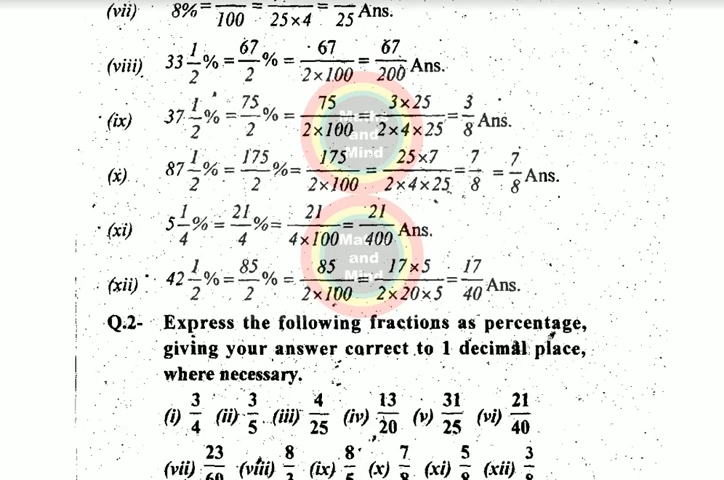 (vii) 8% = /100 = /25×4 = /25 Ans.
(viii) 33 1/2 % = 67/2 % = 67/2×100 = 67/200 Ans.
(ix) 37 1/2 % = 75/2 % = 75/2×100 = 3×25/2×4×25 = 3/8 Ans.
(x) 87 1/2 % = 175/2 % = 175/2×100 = 25×7/2×4×25 = 7/8 = 7/8 Ans.
(xi) 5 1/4 % = 21/4 % = 21/4×100 = 21/400 Ans.
(xii) 42 1/2 % = 85/2 % = 85/2×100 = 17×5/2×20×5 = 17/40 Ans.
Q.2- Express the following fractions as percentage,
giving your answer correct to 1 decimal place,
where necessary.
(i) 3/4 (ii) 3/5 (iii) 4/25 (iv) 13/20 (v) 31/25 (vi) 21/40
(vii) 23/60 (viii) 8/3 (ix) 8/5 (x) 7/8 (xi) 5/8 (xii) 3/8